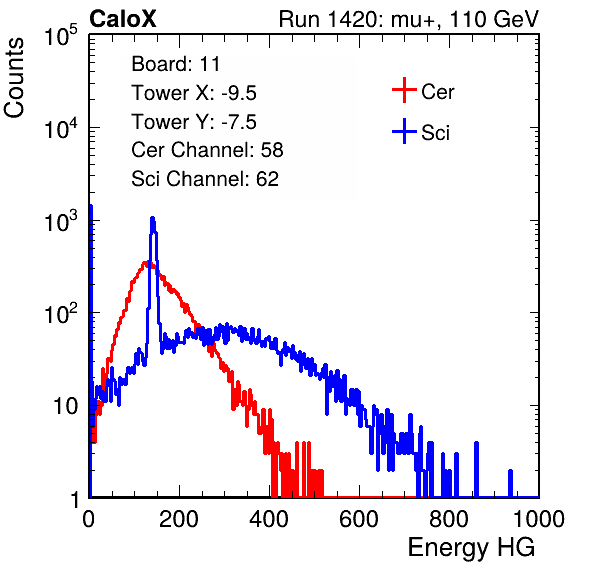 CaloX Run 1420: mu+, 110 GeV
Counts
Board: 11
Tower X: -9.5
Tower Y: -7.5
Cer Channel: 58
Sci Channel: 62
Cer
Sci
10^5
10^4
10^3
10^2
10
1
0 200 400 600 800 1000
Energy HG